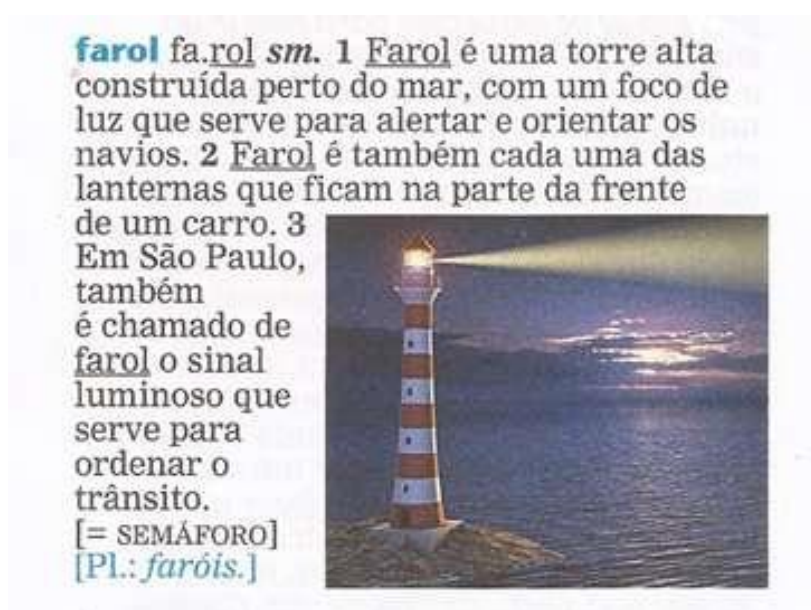 farol fa.rol sm. 1 Farol é uma torre alta
construída perto do mar, com um foco de
luz que serve para alertar e orientar os
navios. 2 Farol é também cada uma das
lanternas que ficam na parte da frente
de um carro. 3
Em São Paulo,
também
é chamado de
farol o sinal
luminoso que
serve para
ordenar o
trânsito.
[= SEMÁFORO]
[Pl.: faróis.]